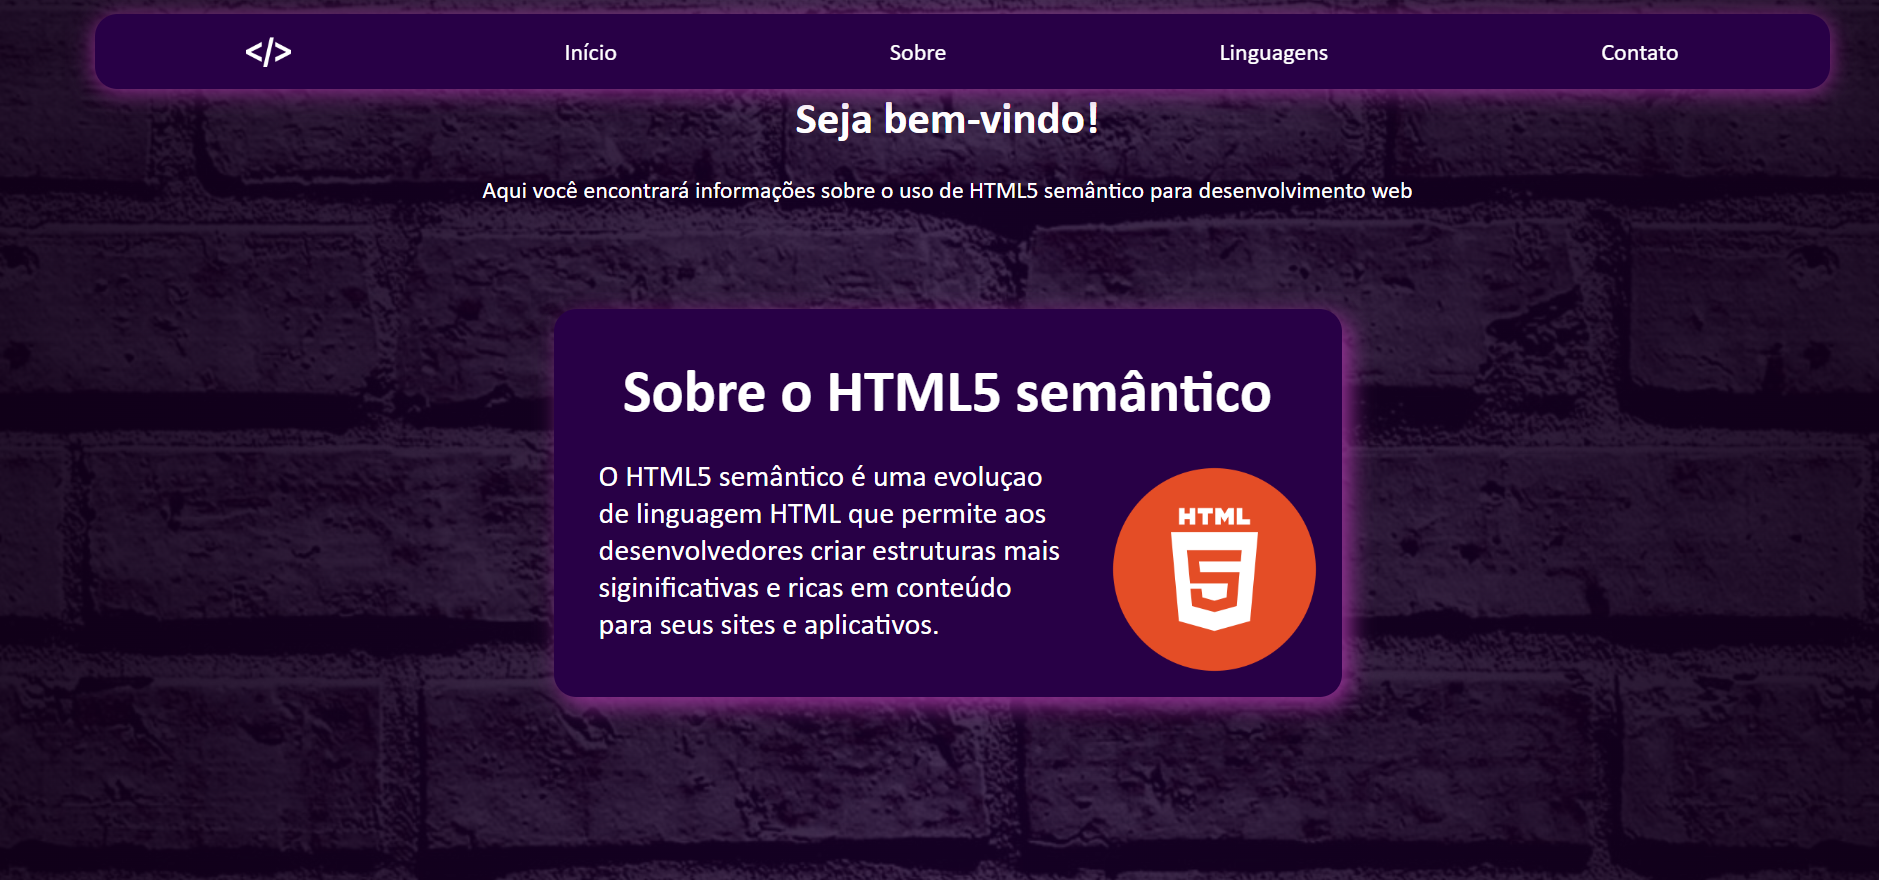 </>
Início
Sobre
Linguagens
Contato
Seja bem-vindo!
Aqui você encontrará informações sobre o uso de HTML5 semântico para desenvolvimento web
Sobre o HTML5 semântico
O HTML5 semântico é uma evoluçao
de linguagem HTML que permite aos
desenvolvedores criar estruturas mais
siginificativas e ricas em conteúdo
para seus sites e aplicativos.
HTML
5